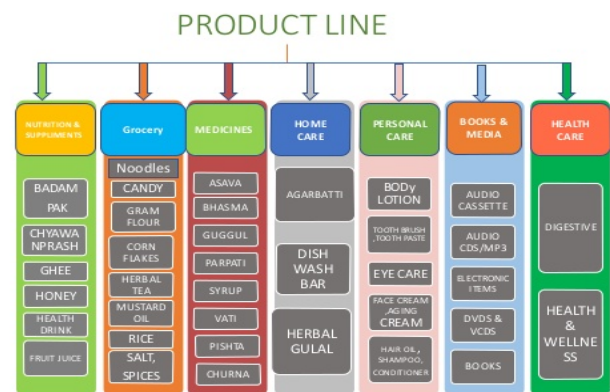 PRODUCT LINE
NUTRITION &
SUPPLIMENTS
BADAM
PAK
CHYAWA
NPRASH
GHEE
HONEY
HEALTH
DRINK
FRUIT JUICE
Grocery
Noodles
CANDY
GRAM
FLOUR
CORN
FLAKES
HERBAL
TEA
MUSTARD
OIL
RICE
SALT,
SPICES
MEDICINES
ASAVA
BHASMA
GUGGUL
PARPATI
SYRUP
VATI
PISHTA
CHURNA
HOME
CARE
AGARBATTI
DISH
WASH
BAR
HERBAL
GULAL
PERSONAL
CARE
BODy
LOTION
TOOTH BRUSH
,TOOTH PASTE
EYE CARE
FACE CREAM
,AGING
CREAM
HAIR OIL,
SHAMPOO,
CONDITIONER
BOOKS &
MEDIA
AUDIO
CASSETTE
AUDIO
CDS/MP3
ELECTRONIC
ITEMS
DVDS &
VCDS
BOOKS
HEALTH
CARE
DIGESTIVE
HEALTH
&
WELLNE
SS